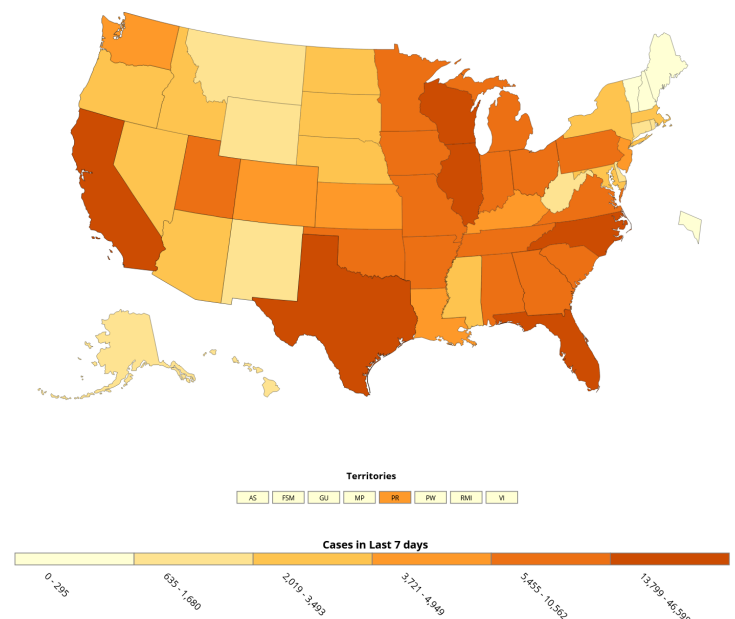 Territories
AS FSM GU MP PR PW RMI VI
Cases in Last 7 days
0 - 295 635 - 1,680 2,019 - 3,493 3,721 - 4,949 5,455 - 10,562 13,799 - 46,599